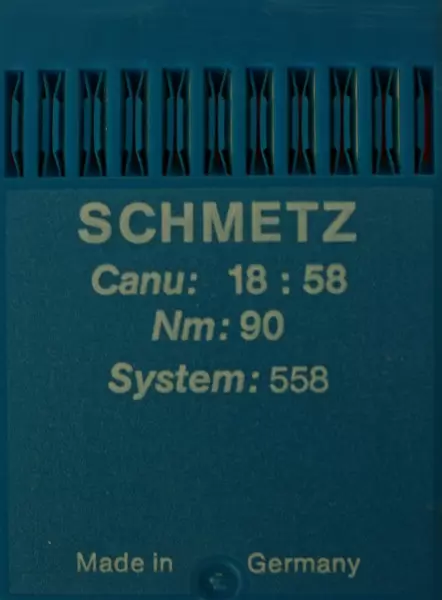 SCHMETZ
Canu: 18 : 58
Nm: 90
System: 558
Made in Germany